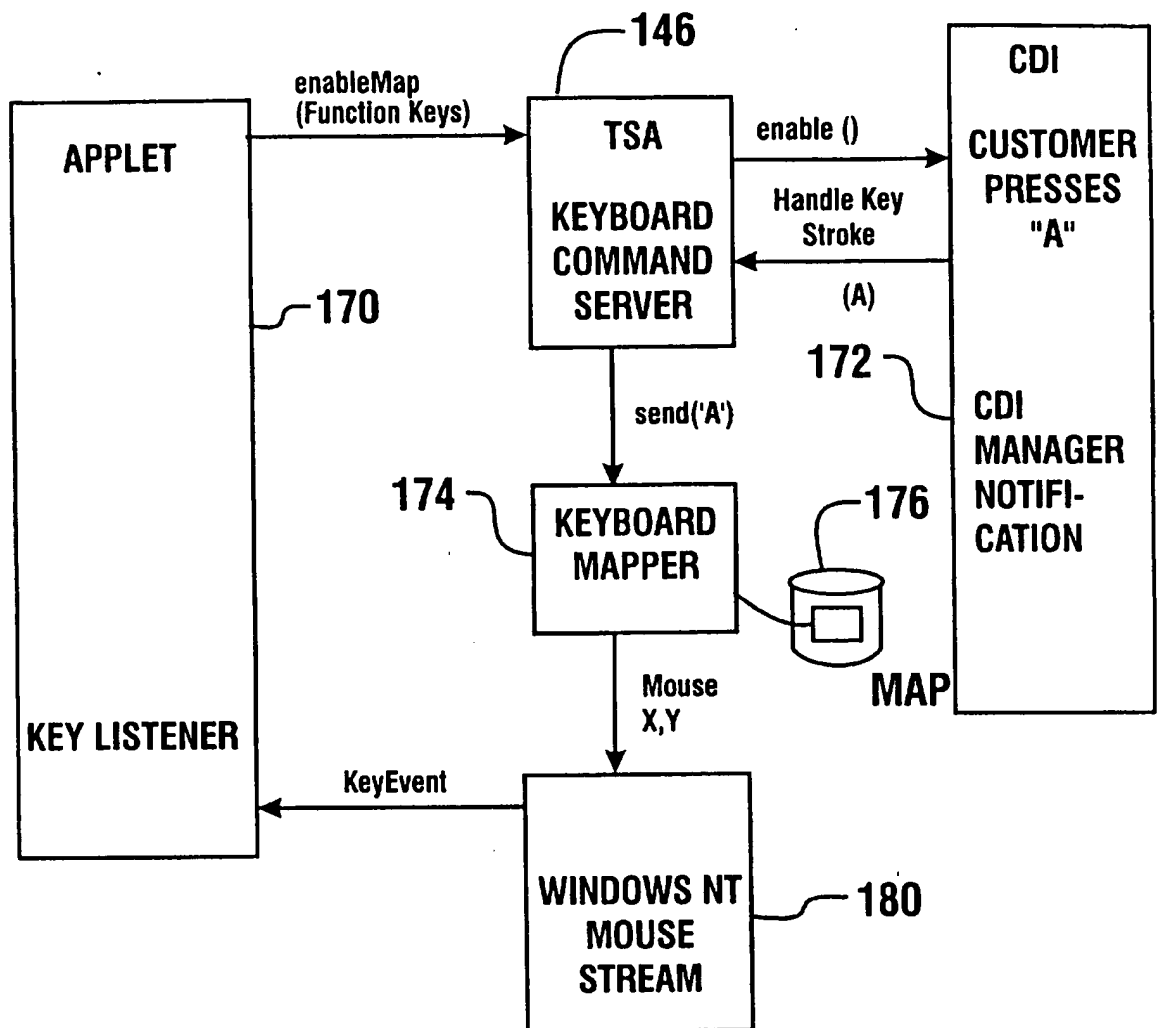 146
enableMap
(Function Keys)
APPLET
170
KEY LISTENER
TSA
KEYBOARD
COMMAND
SERVER
enable ()
Handle Key
Stroke
(A)
CDI
CUSTOMER
PRESSES
"A"
172
CDI
MANAGER
NOTIFI-
CATION
send('A')
174
KEYBOARD
MAPPER
176
MAP
Mouse
X,Y
KeyEvent
WINDOWS NT
MOUSE
STREAM
180